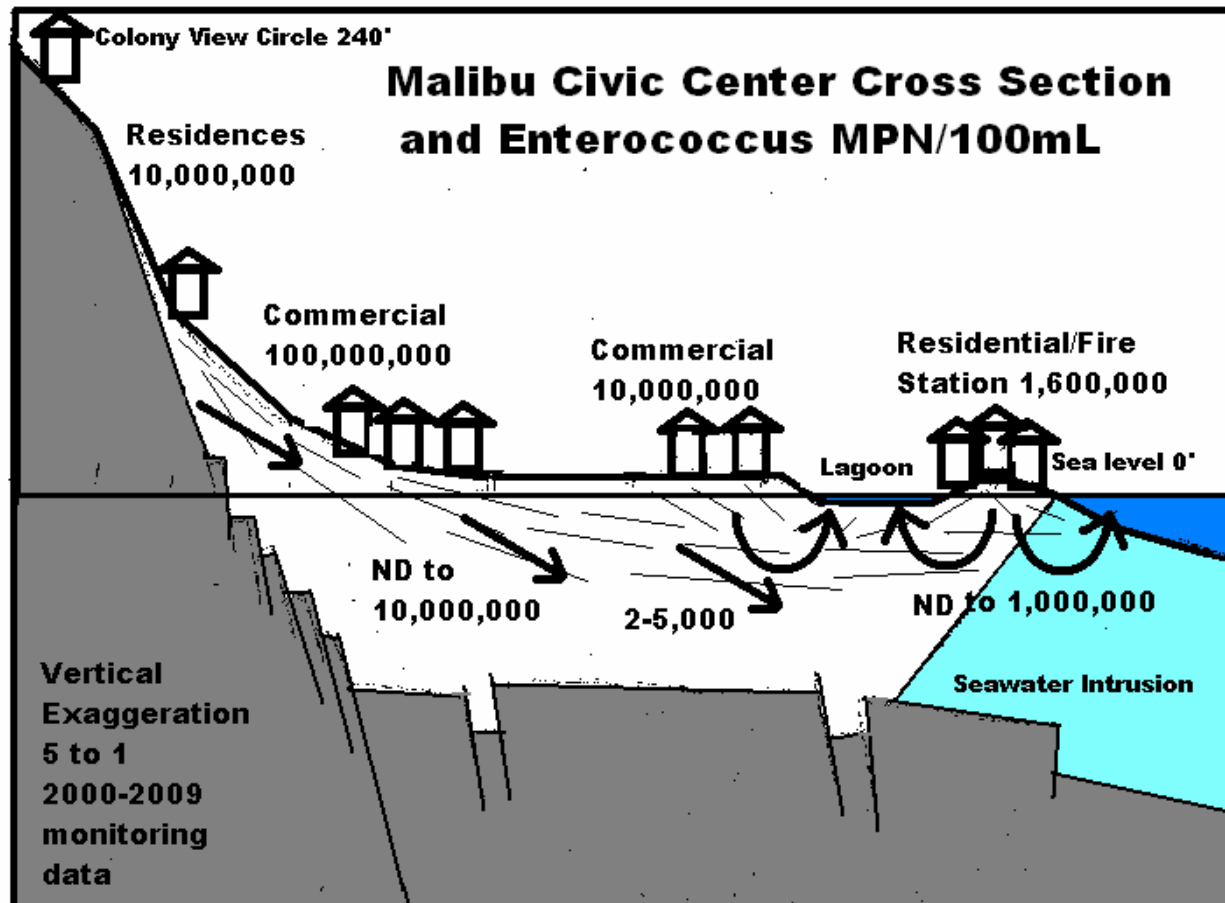 Colony View Circle 240'
Malibu Civic Center Cross Section
and Enterococcus MPN/100mL
Residences
10,000,000
Commercial
100,000,000
Commercial
10,000,000
Residential/Fire
Station 1,600,000
Lagoon
Sea level 0'
ND to
10,000,000
2-5,000
ND to 1,000,000
Seawater Intrusion
Vertical
Exaggeration
5 to 1
2000-2009
monitoring
data